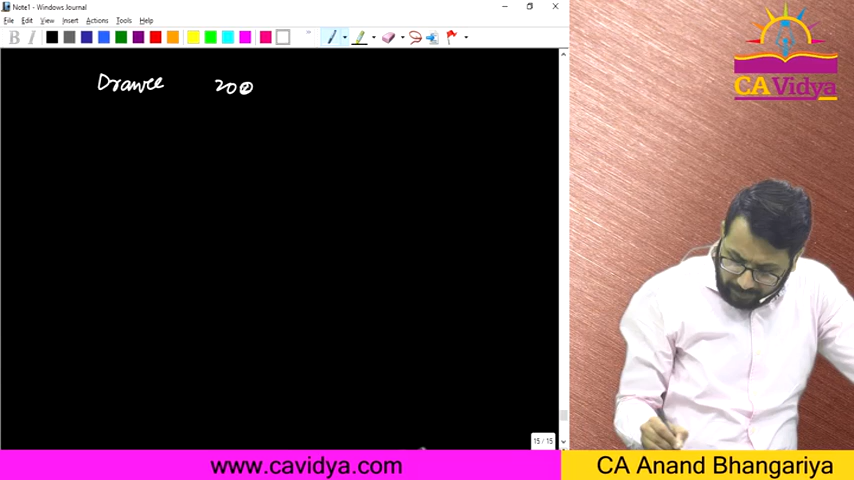 Note1 - Windows Journal
File Edit View Insert Actions Tools Help
B I
Drawee 200
15 / 15
CA Vidya
www.cavidya.com
CA Anand Bhangariya